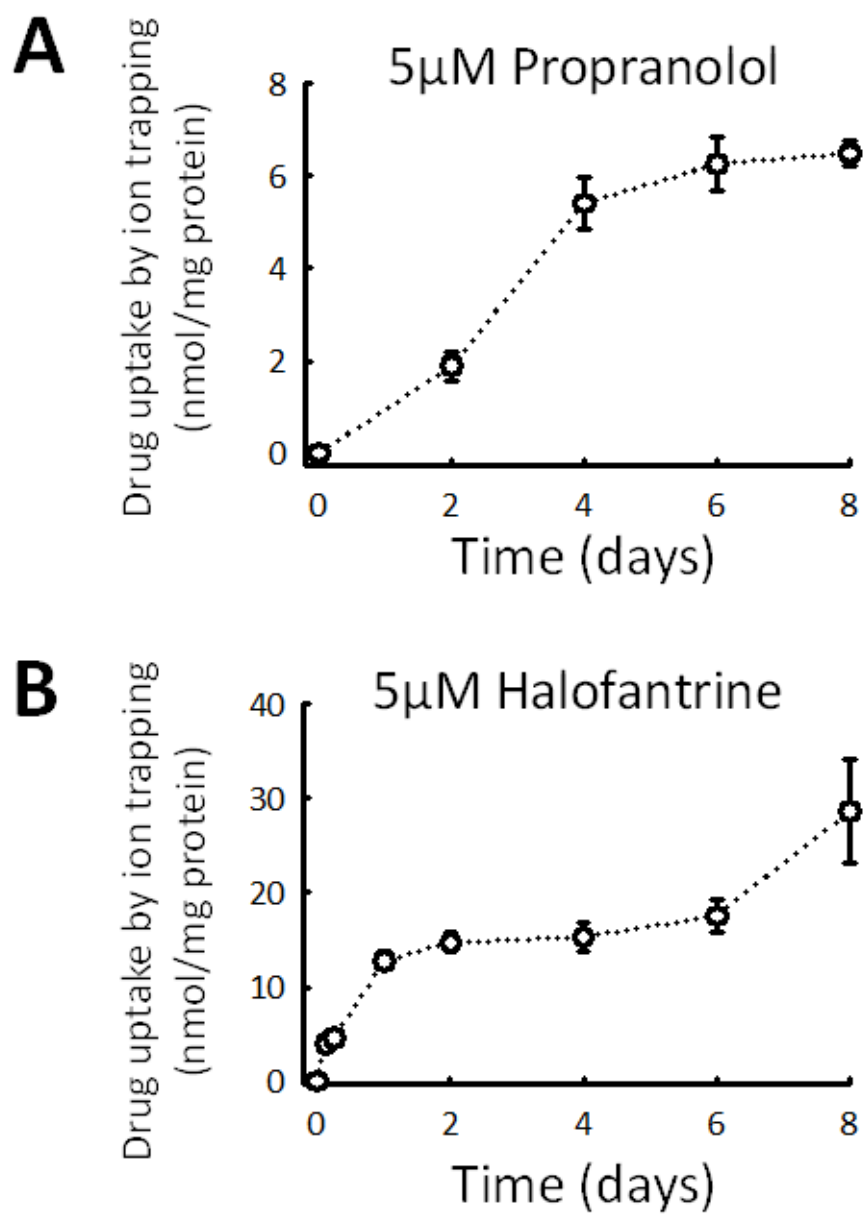 A
5µM Propranolol
Drug uptake by ion trapping
(nmol/mg protein)
8
6
4
2
0
0 2 4 6 8
Time (days)
B
5µM Halofantrine
Drug uptake by ion trapping
(nmol/mg protein)
40
30
20
10
0
0 2 4 6 8
Time (days)